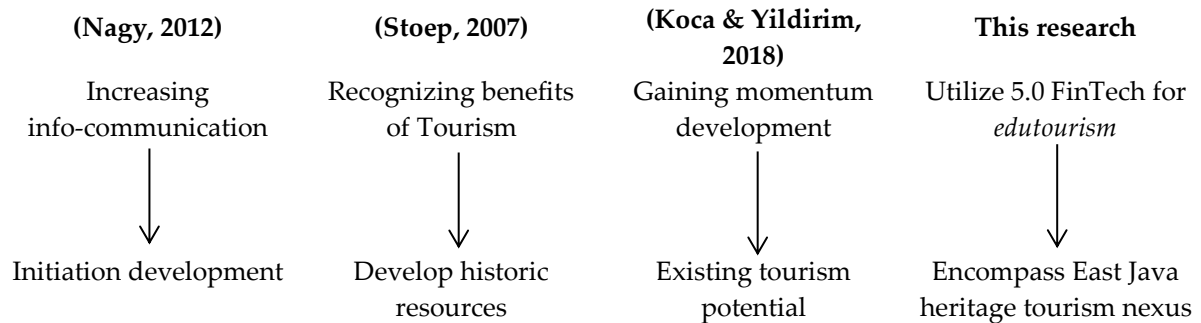 (Nagy, 2012)
Increasing
info-communication
Initiation development
(Stoep, 2007)
Recognizing benefits
of Tourism
Develop historic
resources
(Koca & Yildirim,
2018)
Gaining momentum
development
Existing tourism
potential
This research
Utilize 5.0 FinTech for
edutourism
Encompass East Java
heritage tourism nexus